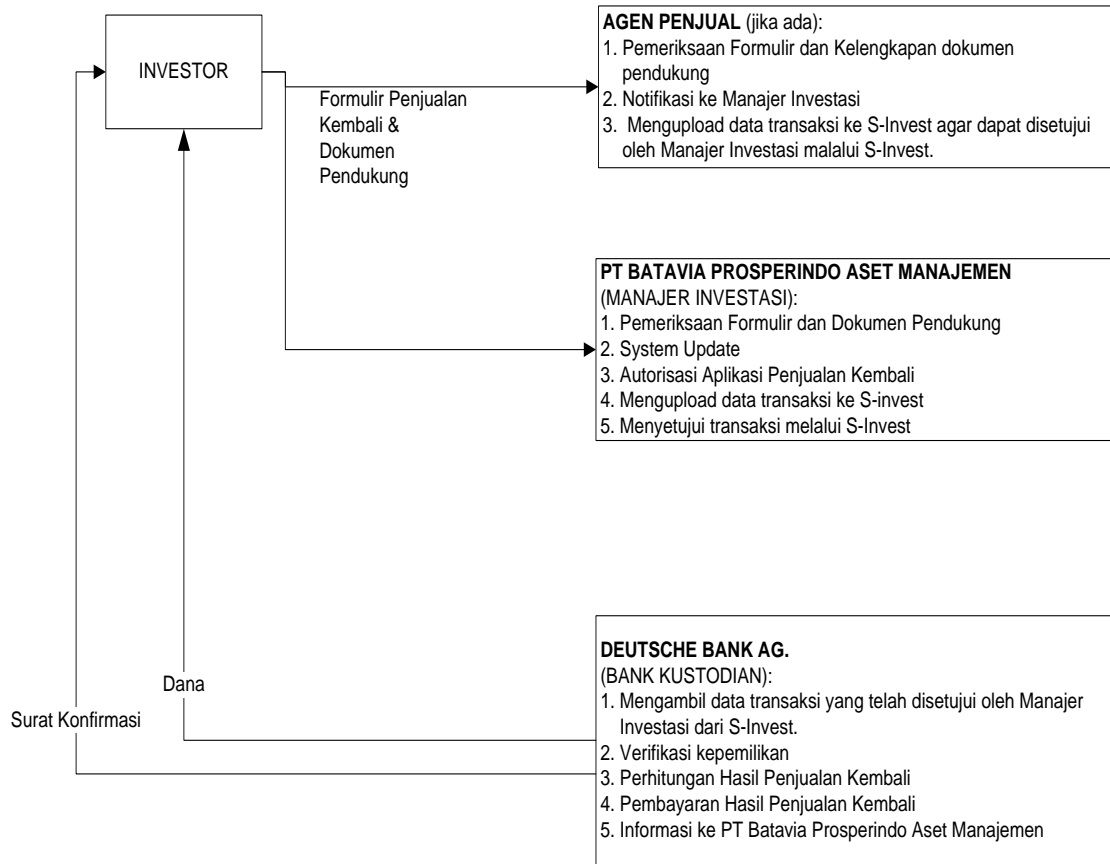 INVESTOR
Formulir Penjualan
Kembali &
Dokumen
Pendukung
AGEN PENJUAL (jika ada):
1. Pemeriksaan Formulir dan Kelengkapan dokumen
pendukung
2. Notifikasi ke Manajer Investasi
3. Mengupload data transaksi ke S-Invest agar dapat disetujui
oleh Manajer Investasi malalui S-Invest.
PT BATAVIA PROSPERINDO ASET MANAJEMEN
(MANAJER INVESTASI):
1. Pemeriksaan Formulir dan Dokumen Pendukung
2. System Update
3. Autorisasi Aplikasi Penjualan Kembali
4. Mengupload data transaksi ke S-invest
5. Menyetujui transaksi melalui S-Invest
DEUTSCHE BANK AG.
(BANK KUSTODIAN):
1. Mengambil data transaksi yang telah disetujui oleh Manajer
Investasi dari S-Invest.
2. Verifikasi kepemilikan
3. Perhitungan Hasil Penjualan Kembali
4. Pembayaran Hasil Penjualan Kembali
5. Informasi ke PT Batavia Prosperindo Aset Manajemen
Dana
Surat Konfirmasi